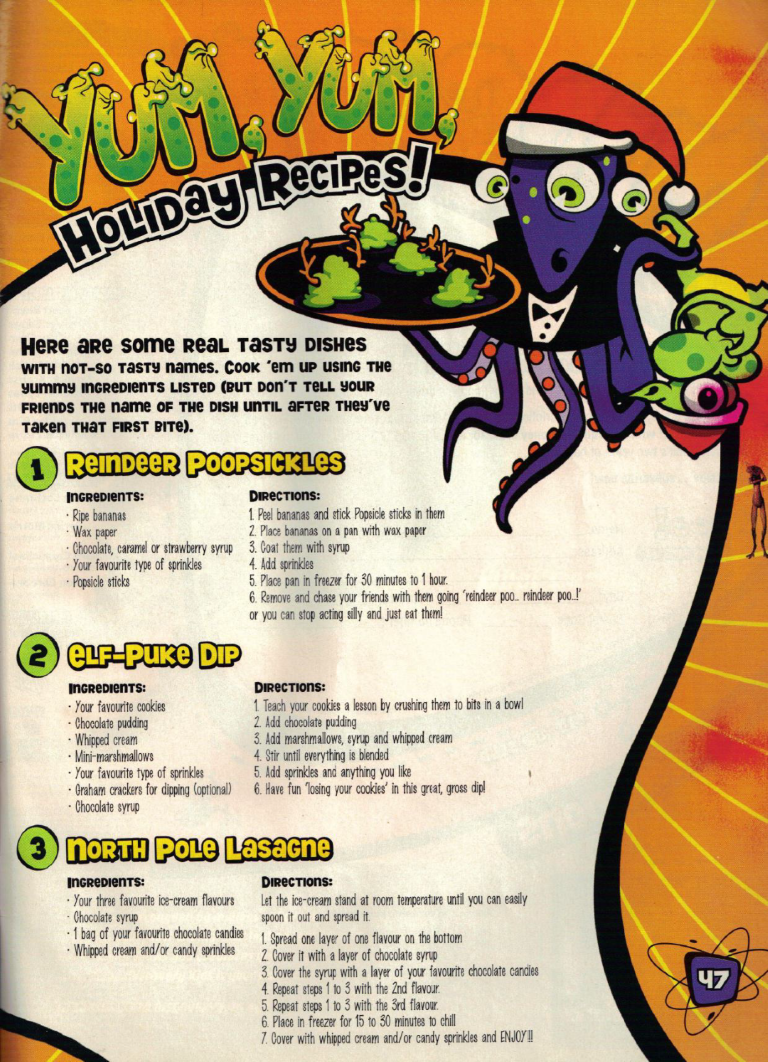 YUM, YUM,
HOLIDAY RECIPES!
HERE ARE SOME REAL TASTY DISHES
WITH NOT-SO TASTY NAMES. COOK 'EM UP USING THE
YUMMY INGREDIENTS LISTED (BUT DON'T TELL YOUR
FRIENDS THE NAME OF THE DISH UNTIL AFTER THEY'VE
TAKEN THAT FIRST BITE).
1 REINDEER POOPSICKLES
INGREDIENTS:
· Ripe bananas
· Wax paper
· Chocolate, caramel or strawberry syrup
· Your favourite type of sprinkles
· Popsicle sticks
DIRECTIONS:
1. Peel bananas and stick Popsicle sticks in them
2. Place bananas on a pan with wax paper
3. Coat them with syrup
4. Add sprinkles
5. Place pan in freezer for 30 minutes to 1 hour.
6. Remove and chase your friends with them going 'reindeer poo... reindeer poo...!'
or you can stop acting silly and just eat them!
2 ELF-PUKE DIP
INGREDIENTS:
· Your favourite cookies
· Chocolate pudding
· Whipped cream
· Mini-marshmallows
· Your favourite type of sprinkles
· Graham crackers for dipping (optional)
· Chocolate syrup
DIRECTIONS:
1. Teach your cookies a lesson by crushing them to bits in a bowl
2. Add chocolate pudding
3. Add marshmallows, syrup and whipped cream
4. Stir until everything is blended
5. Add sprinkles and anything you like
6. Have fun 'losing your cookies' in this great, gross dip!
3 NORTH POLE LASAGNE
INGREDIENTS:
· Your three favourite ice-cream flavours
· Chocolate syrup
· 1 bag of your favourite chocolate candies
· Whipped cream and/or candy sprinkles
DIRECTIONS:
Let the ice-cream stand at room temperature until you can easily
spoon it out and spread it.
1. Spread one layer of one flavour on the bottom
2. Cover it with a layer of chocolate syrup
3. Cover the syrup with a layer of your favourite chocolate candies
4. Repeat steps 1 to 3 with the 2nd flavour.
5. Repeat steps 1 to 3 with the 3rd flavour.
6. Place in freezer for 15 to 30 minutes to chill
7. Cover with whipped cream and/or candy sprinkles and ENJOY!!!
47